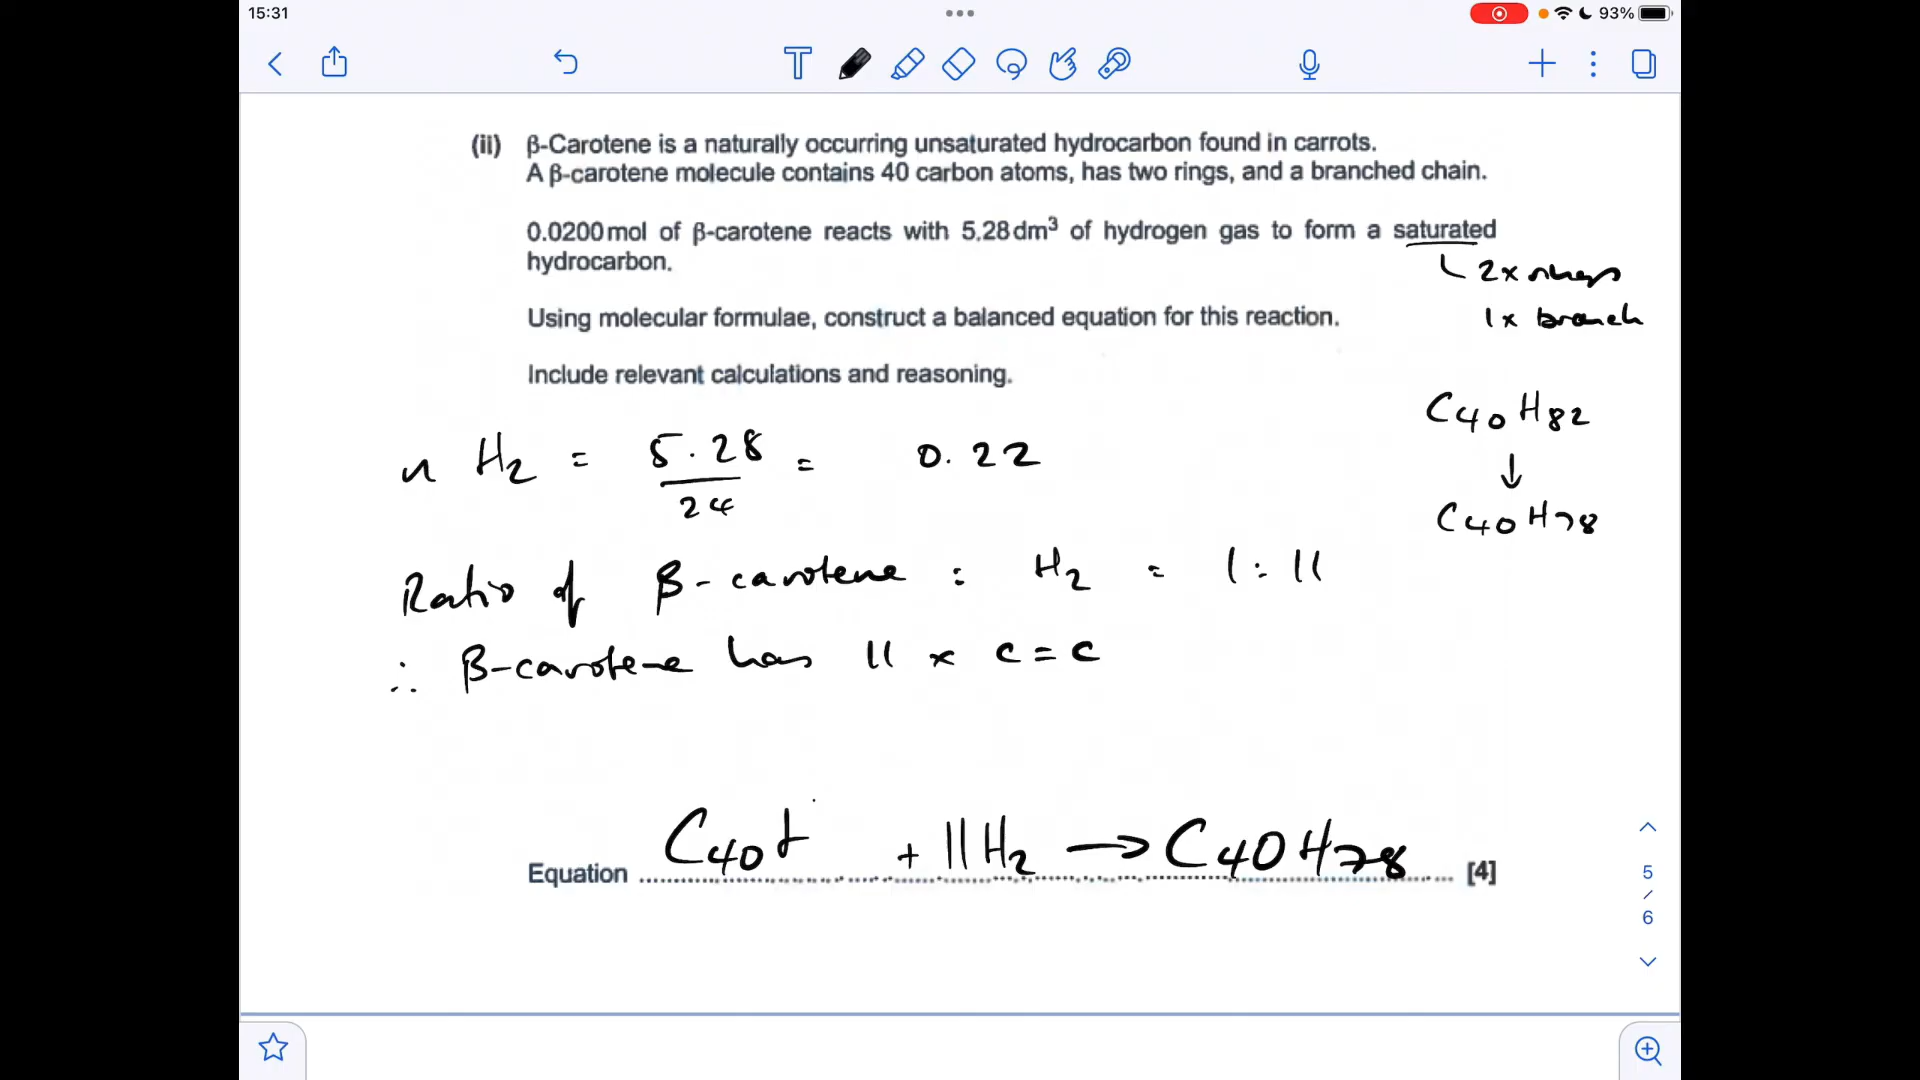 15:31
93%
(ii) β-Carotene is a naturally occurring unsaturated hydrocarbon found in carrots.
A β-carotene molecule contains 40 carbon atoms, has two rings, and a branched chain.
0.0200 mol of β-carotene reacts with 5.28 dm³ of hydrogen gas to form a saturated
hydrocarbon.
2x rings
1x branch
Using molecular formulae, construct a balanced equation for this reaction.
Include relevant calculations and reasoning.
C40H82
↓
C40H78
n H2 = 5.28 / 24 = 0.22
Ratio of β-carotene : H2 = 1:11
∴ β-carotene has 11 x C=C
Equation C40H + 11H2 → C40H78 [4]
5
/
6